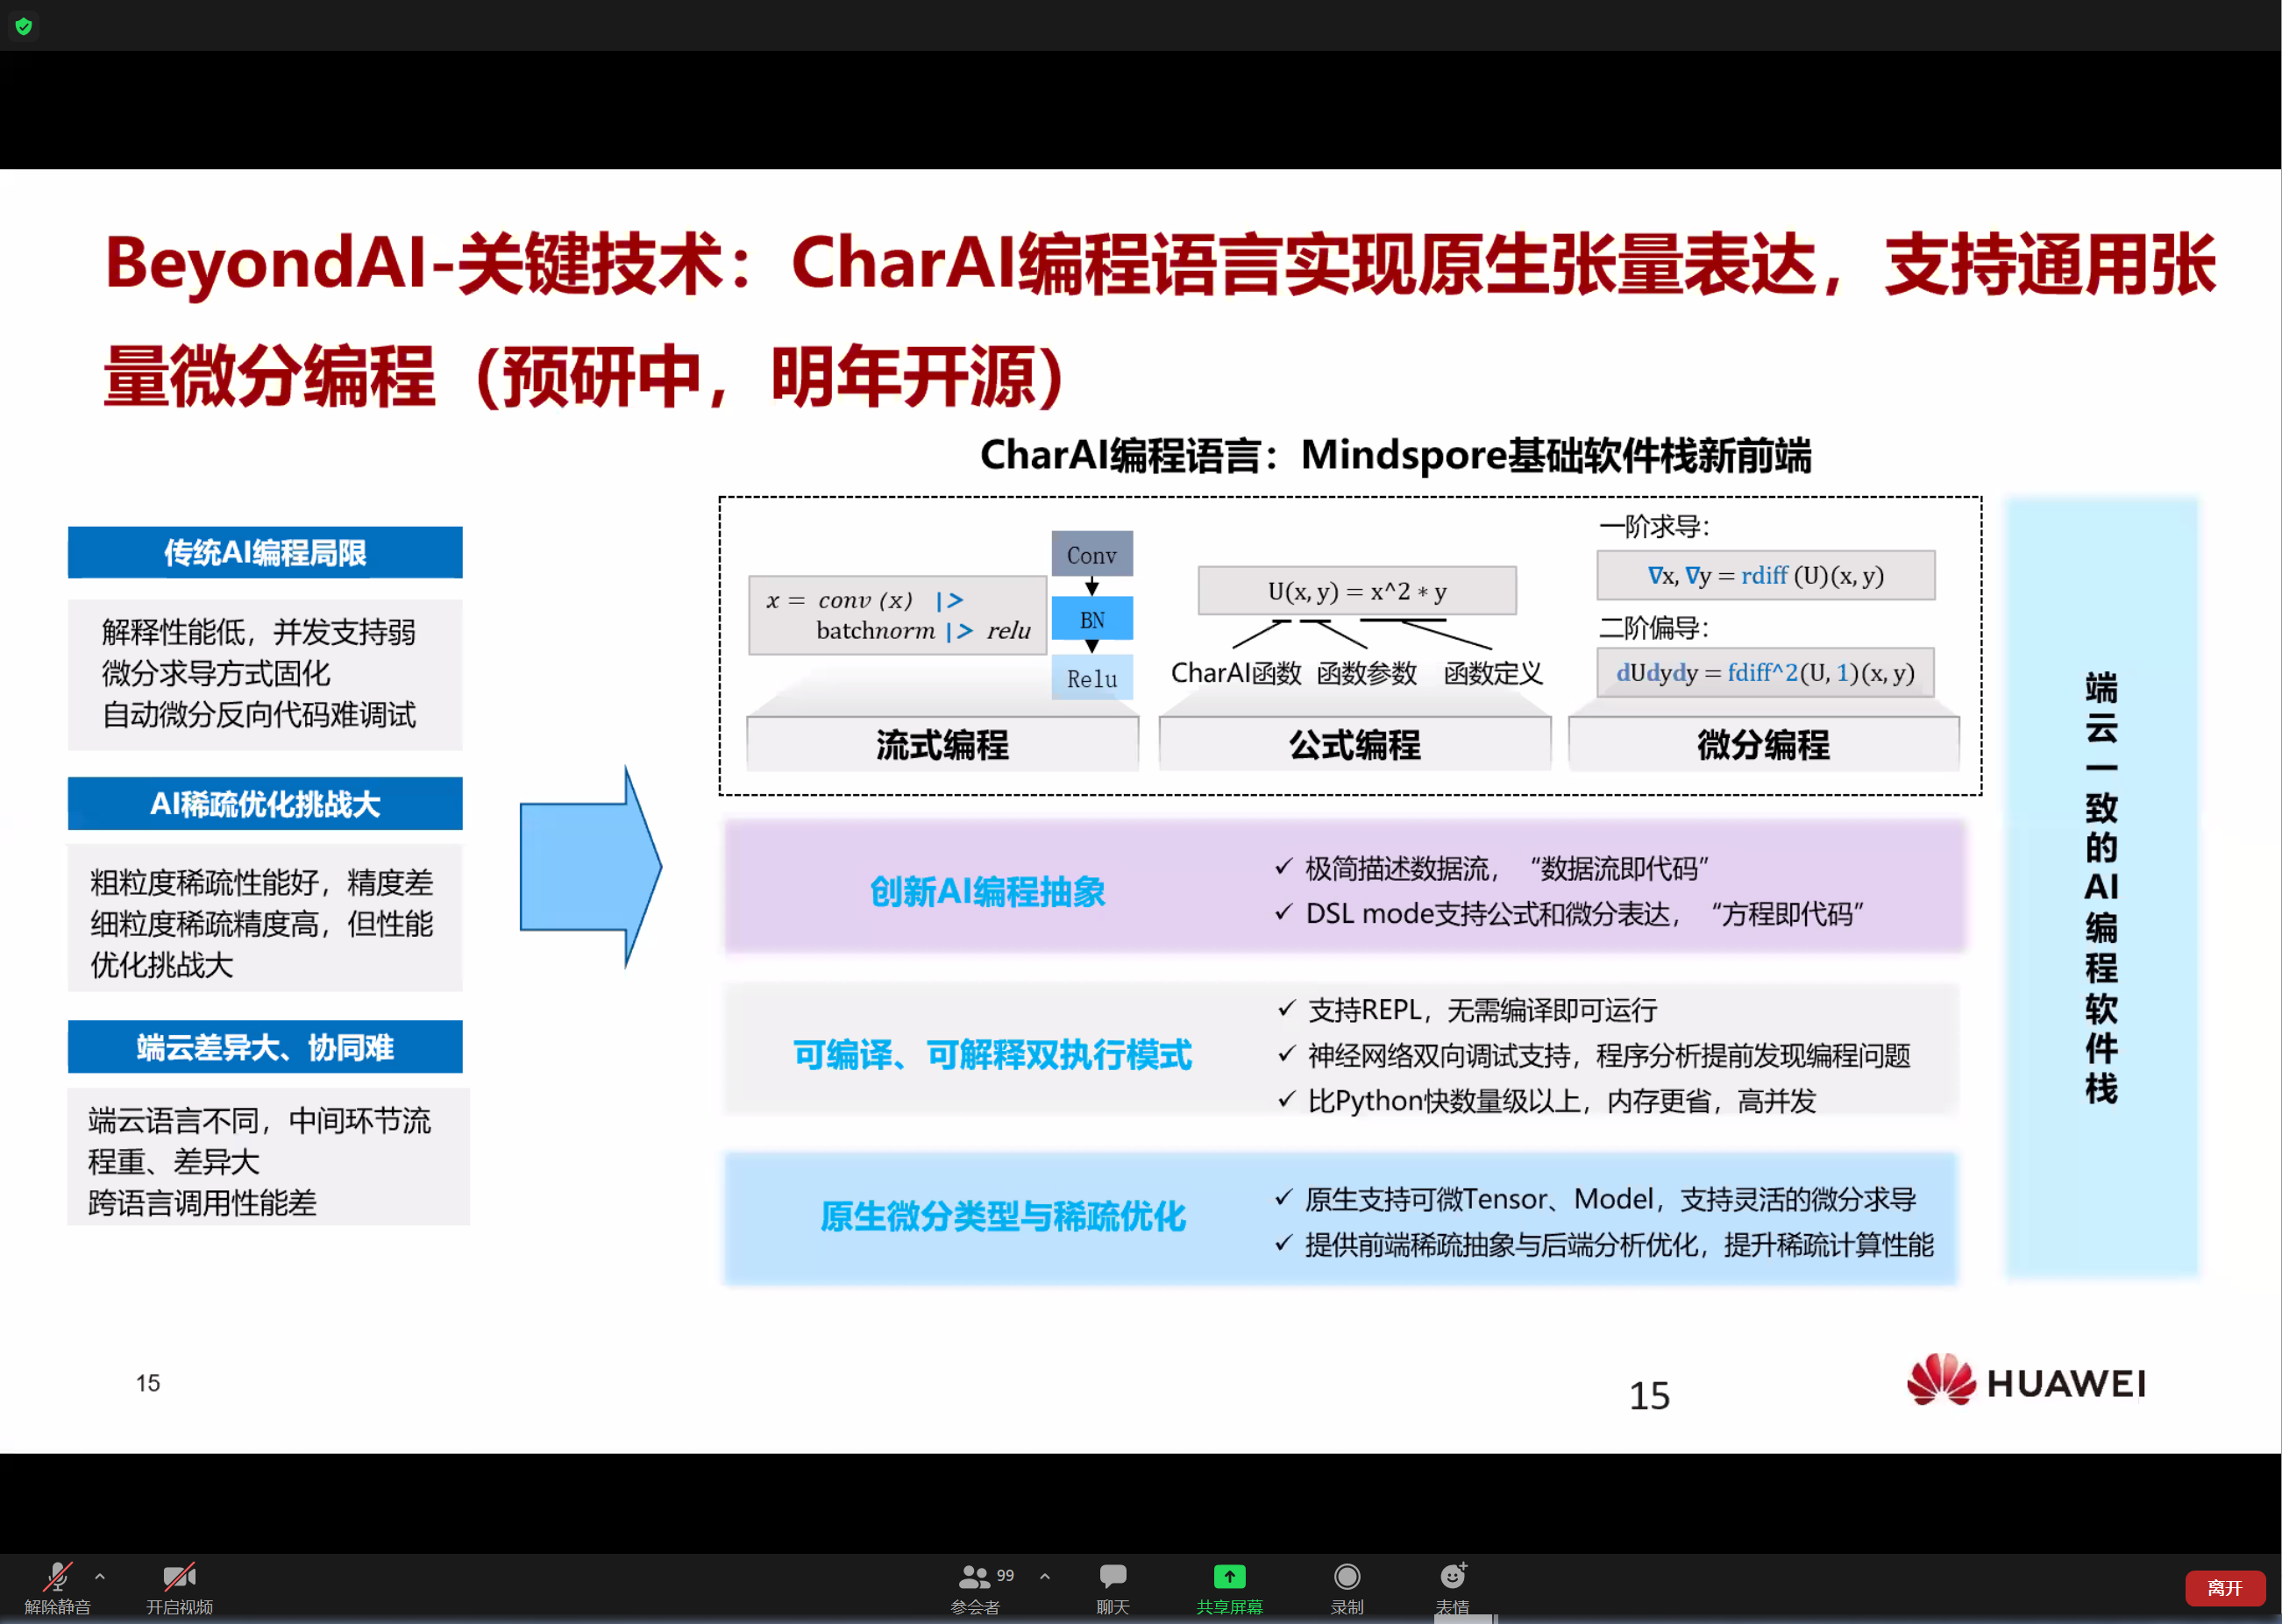 BeyondAI-关键技术：CharAI编程语言实现原生张量表达，支持通用张
量微分编程（预研中，明年开源）
CharAI编程语言：Mindspore基础软件栈新前端
传统AI编程局限
解释性能低，并发支持弱
微分求导方式固化
自动微分反向代码难调试
AI稀疏优化挑战大
粗粒度稀疏性能好，精度差
细粒度稀疏精度高，但性能
优化挑战大
端云差异大、协同难
端云语言不同，中间环节流
程重、差异大
跨语言调用性能差
x = conv (x) |>
batchnorm |> relu
Conv
BN
Relu
流式编程
U(x, y) = x^2 * y
CharAI函数 函数参数 函数定义
公式编程
一阶求导：
∇x, ∇y = rdiff (U)(x, y)
二阶偏导：
dUdydy = fdiff^2(U, 1)(x, y)
微分编程
创新AI编程抽象
✓ 极简描述数据流，“数据流即代码”
✓ DSL mode支持公式和微分表达，“方程即代码”
可编译、可解释双执行模式
✓ 支持REPL，无需编译即可运行
✓ 神经网络双向调试支持，程序分析提前发现编程问题
✓ 比Python快数量级以上，内存更省，高并发
原生微分类型与稀疏优化
✓ 原生支持可微Tensor、Model，支持灵活的微分求导
✓ 提供前端稀疏抽象与后端分析优化，提升稀疏计算性能
端云一致的AI编程软件栈
15
15
HUAWEI
解除静音
开启视频
99
参会者
聊天
共享屏幕
录制
表情
离开